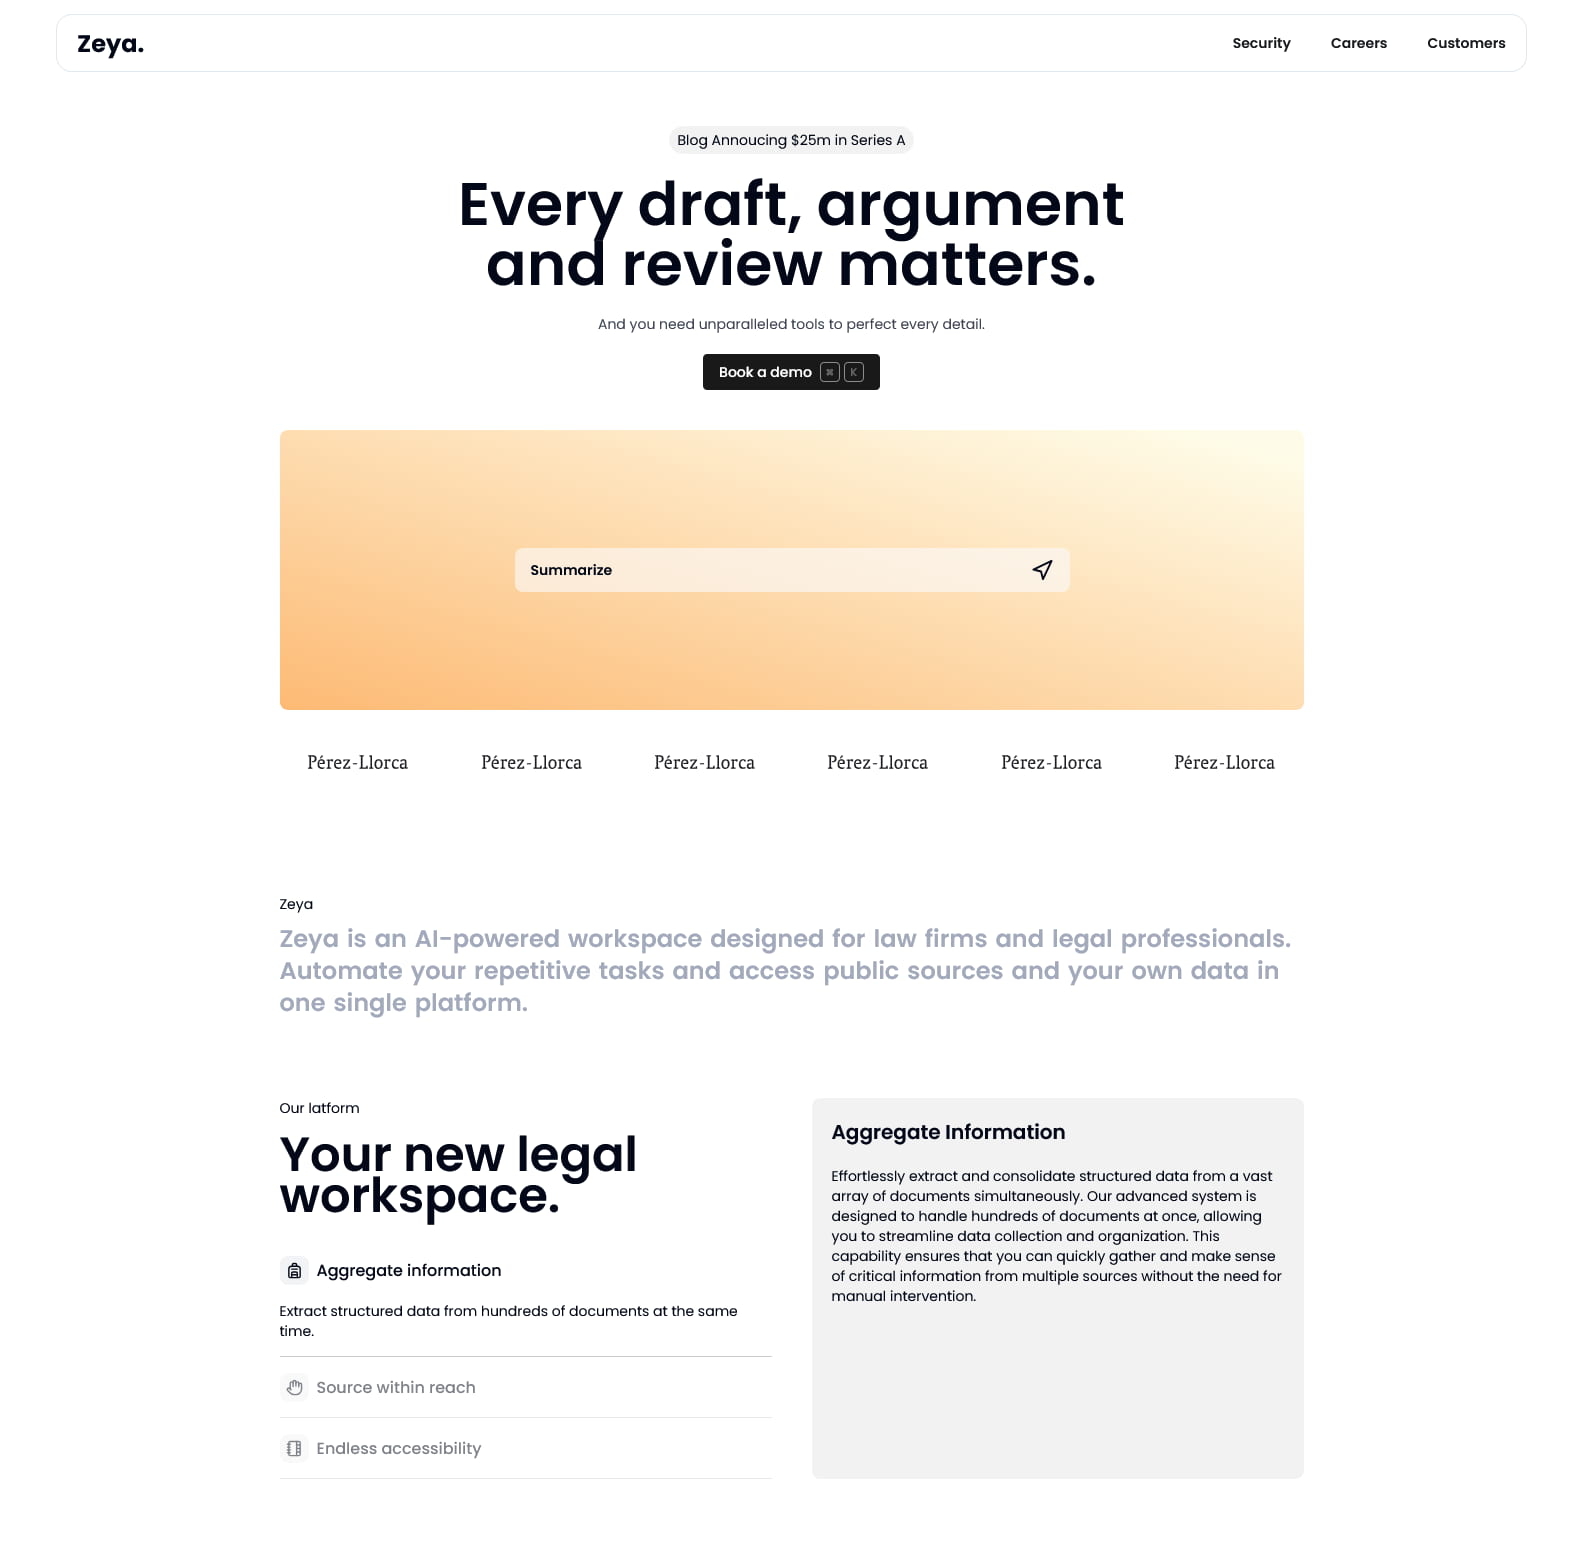 Zeya.
Security Careers Customers
Blog Annoucing $25m in Series A
Every draft, argument
and review matters.
And you need unparalleled tools to perfect every detail.
Book a demo ⌘ K
Summarize
Pérez-Llorca Pérez-Llorca Pérez-Llorca Pérez-Llorca Pérez-Llorca Pérez-Llorca
Zeya
Zeya is an AI-powered workspace designed for law firms and legal professionals.
Automate your repetitive tasks and access public sources and your own data in
one single platform.
Our latform
Your new legal
workspace.
Aggregate information
Extract structured data from hundreds of documents at the same
time.
Source within reach
Endless accessibility
Aggregate Information
Effortlessly extract and consolidate structured data from a vast
array of documents simultaneously. Our advanced system is
designed to handle hundreds of documents at once, allowing
you to streamline data collection and organization. This
capability ensures that you can quickly gather and make sense
of critical information from multiple sources without the need for
manual intervention.